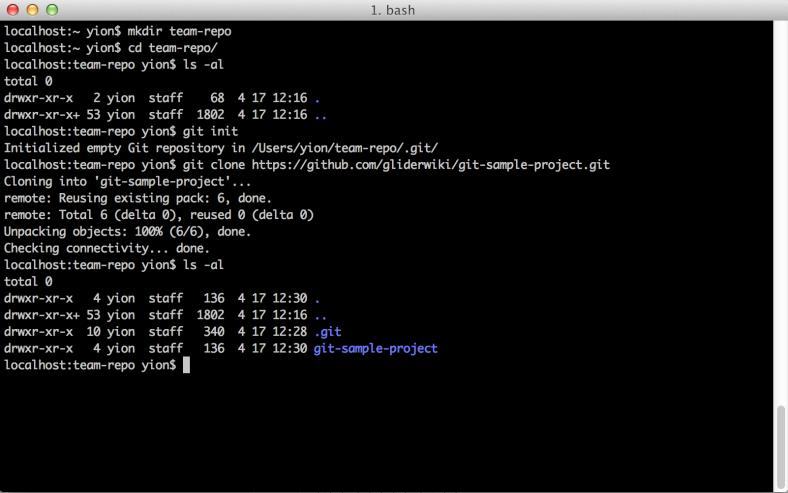 1. bash
localhost:~ yion$ mkdir team-repo
localhost:~ yion$ cd team-repo/
localhost:team-repo yion$ ls -al
total 0
drwxr-xr-x   2 yion  staff    68  4 17 12:16 .
drwxr-xr-x+ 53 yion  staff  1802  4 17 12:16 ..
localhost:team-repo yion$ git init
Initialized empty Git repository in /Users/yion/team-repo/.git/
localhost:team-repo yion$ git clone https://github.com/gliderwiki/git-sample-project.git
Cloning into 'git-sample-project'...
remote: Reusing existing pack: 6, done.
remote: Total 6 (delta 0), reused 0 (delta 0)
Unpacking objects: 100% (6/6), done.
Checking connectivity... done.
localhost:team-repo yion$ ls -al
total 0
drwxr-xr-x   4 yion  staff   136  4 17 12:30 .
drwxr-xr-x+ 53 yion  staff  1802  4 17 12:16 ..
drwxr-xr-x  10 yion  staff   340  4 17 12:28 .git
drwxr-xr-x   4 yion  staff   136  4 17 12:30 git-sample-project
localhost:team-repo yion$